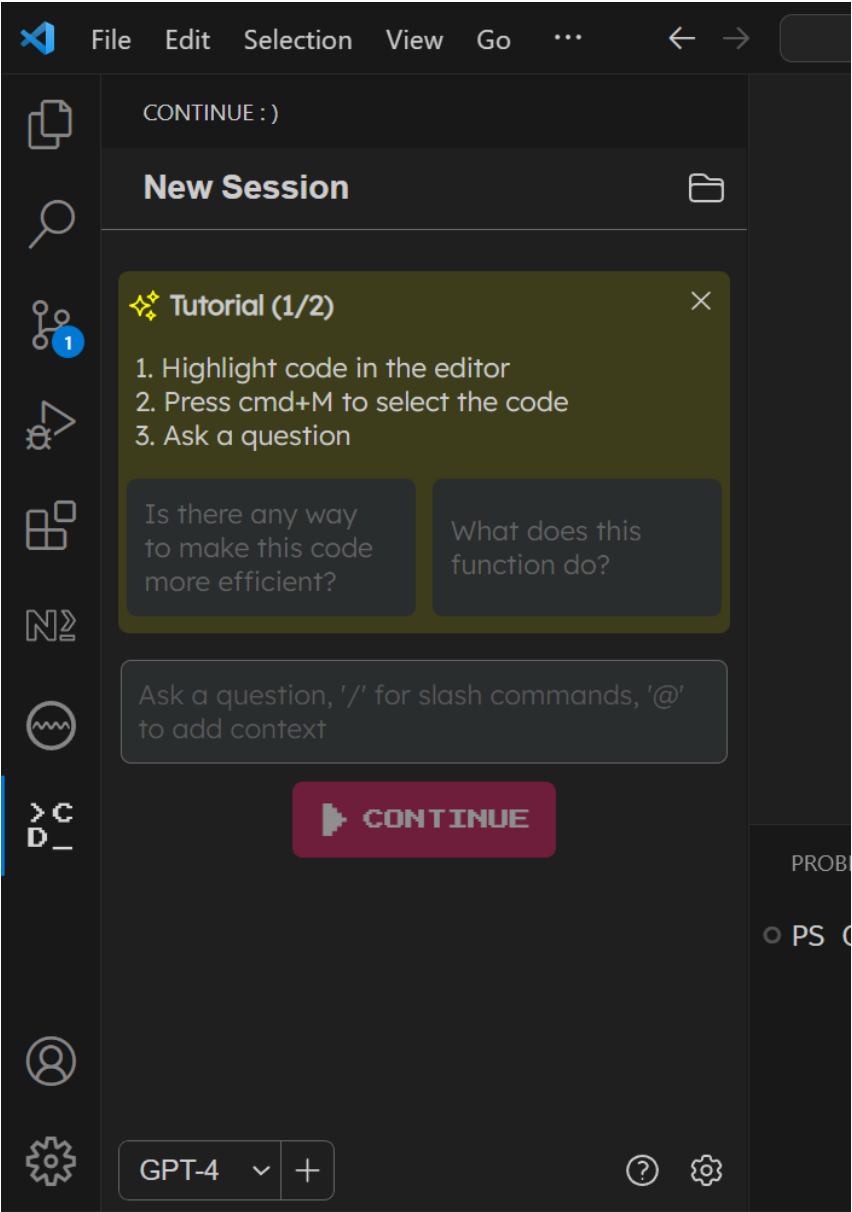 File Edit Selection View Go ...
CONTINUE : )
New Session
Tutorial (1/2)
1. Highlight code in the editor
2. Press cmd+M to select the code
3. Ask a question
Is there any way
to make this code
more efficient?
What does this
function do?
Ask a question, '/' for slash commands, '@'
to add context
CONTINUE
1
>C
D_
PS
GPT-4